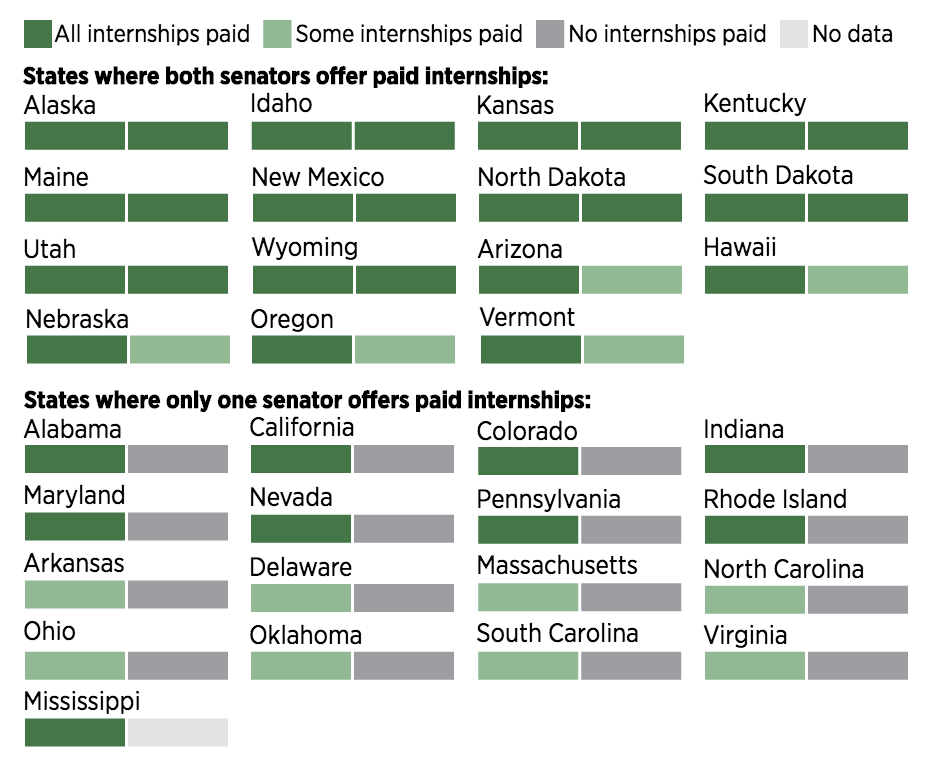 All internships paid Some internships paid No internships paid No data
States where both senators offer paid internships:
Alaska Idaho Kansas Kentucky
Maine New Mexico North Dakota South Dakota
Utah Wyoming Arizona Hawaii
Nebraska Oregon Vermont
States where only one senator offers paid internships:
Alabama California Colorado Indiana
Maryland Nevada Pennsylvania Rhode Island
Arkansas Delaware Massachusetts North Carolina
Ohio Oklahoma South Carolina Virginia
Mississippi